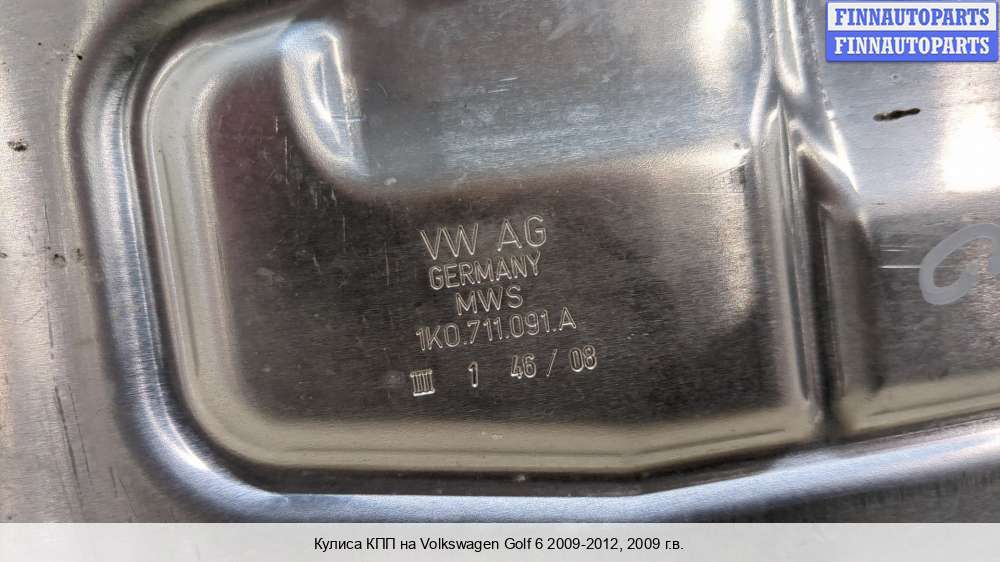 FINNAUTOPARTS
FINNAUTOPARTS
VW AG
GERMANY
MWS
1K0.711.091.A
III 1 46 / 08
Кулиса КПП на Volkswagen Golf 6 2009-2012, 2009 г.в.